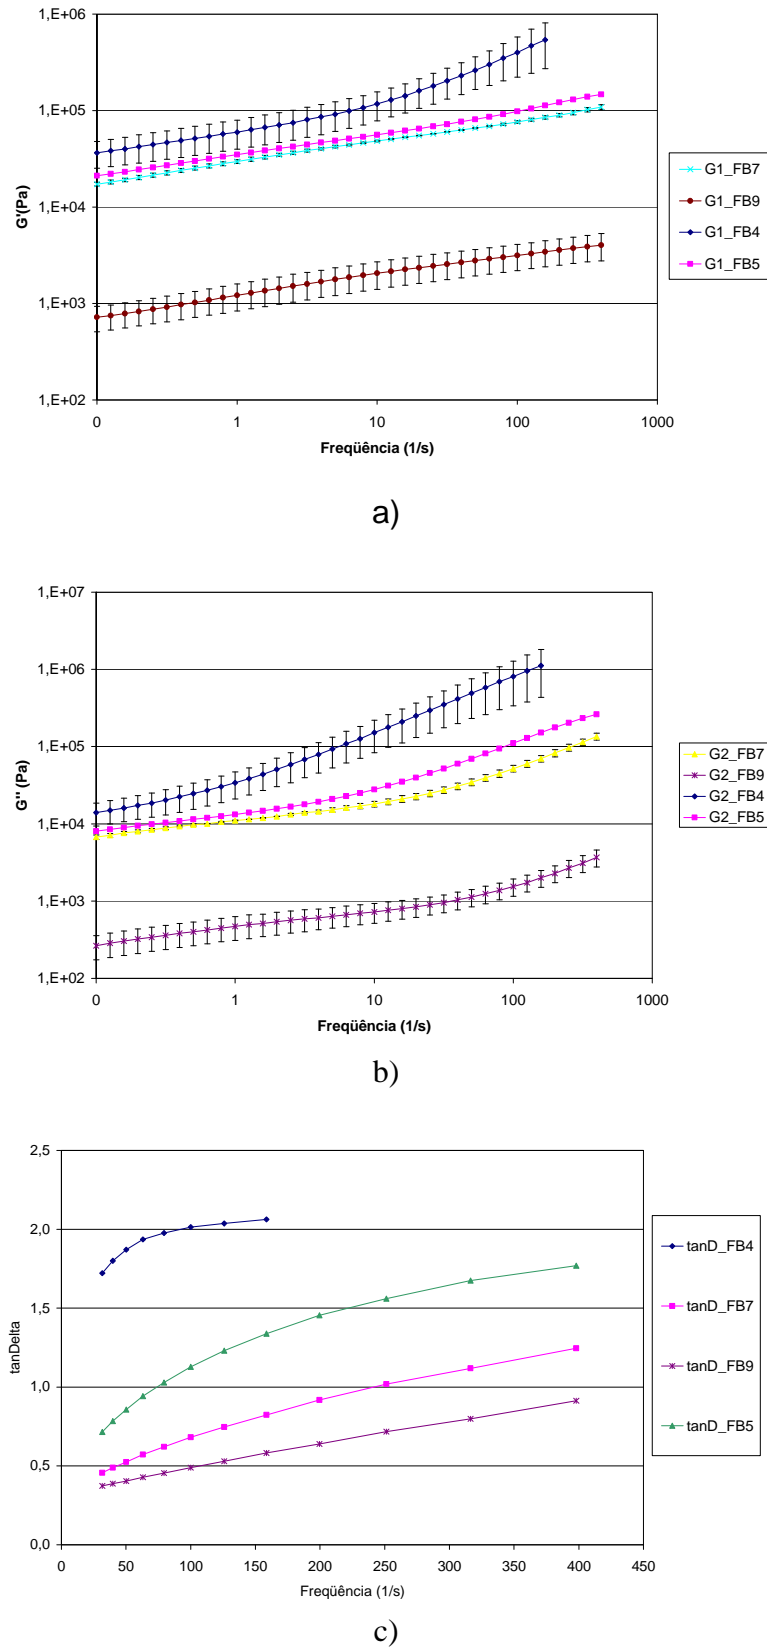 1,E+06
1,E+05
1,E+04
1,E+03
1,E+02
G'(Pa)
0 1 10 100 1000
Freqüência (1/s)
G1_FB7
G1_FB9
G1_FB4
G1_FB5
a)
1,E+07
1,E+06
1,E+05
1,E+04
1,E+03
1,E+02
G'' (Pa)
0 1 10 100 1000
Freqüência (1/s)
G2_FB7
G2_FB9
G2_FB4
G2_FB5
b)
2,5
2,0
1,5
1,0
0,5
0,0
tanDelta
0 50 100 150 200 250 300 350 400 450
Freqüência (1/s)
tanD_FB4
tanD_FB7
tanD_FB9
tanD_FB5
c)